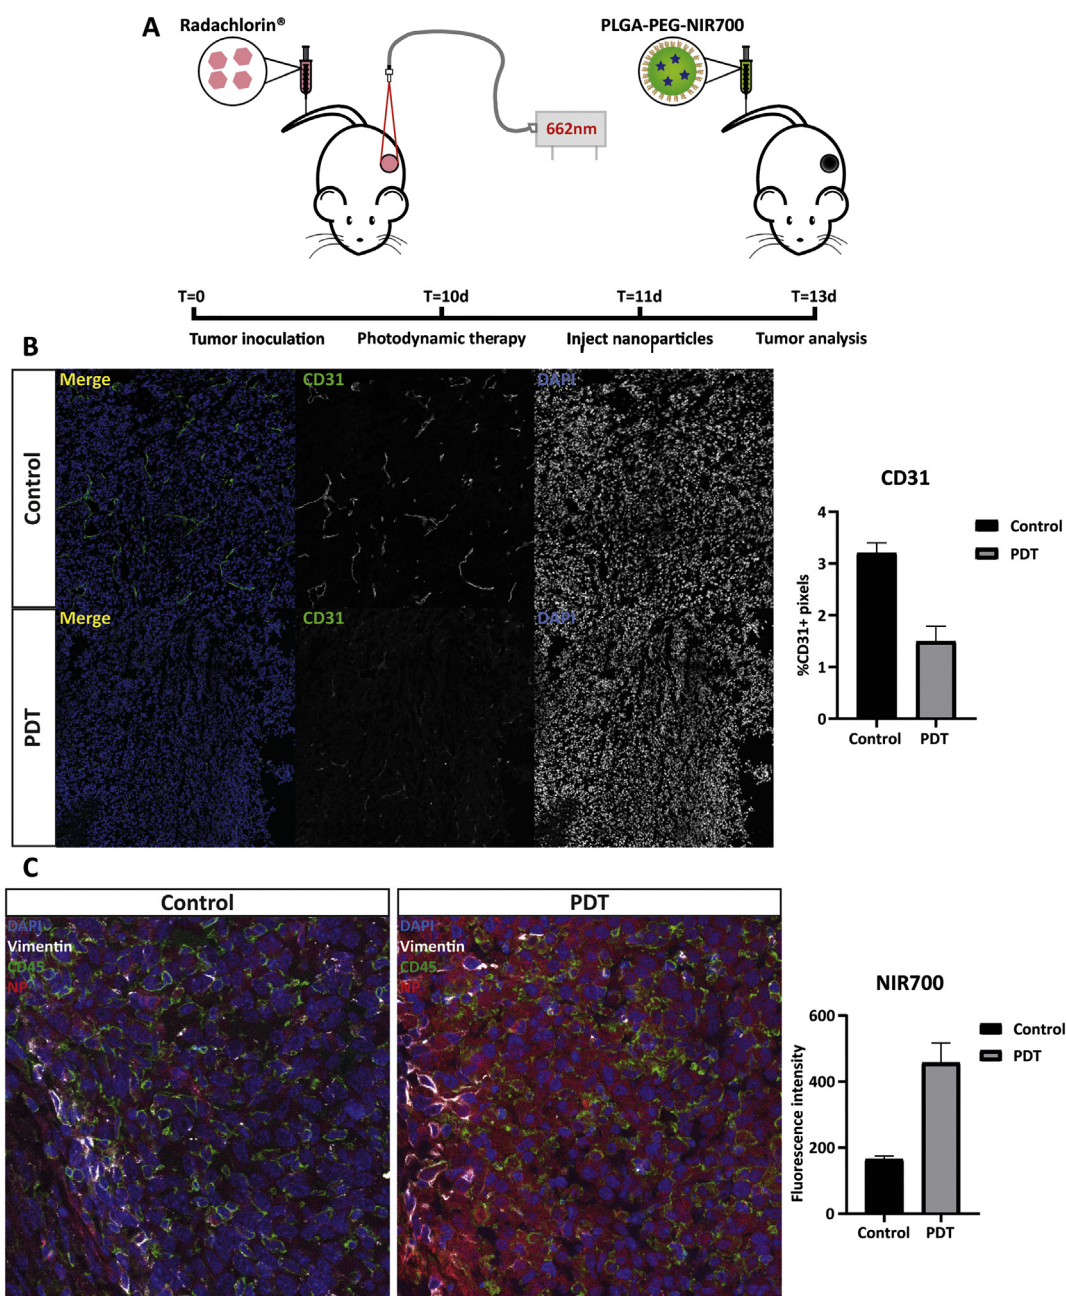 A
Radachlorin®
PLGA-PEG-NIR700
662nm
T=0
T=10d
T=11d
T=13d
Tumor inoculation
Photodynamic therapy
Inject nanoparticles
Tumor analysis
B
Control
Merge
CD31
DAPI
PDT
Merge
CD31
DAPI
CD31
%CD31+ pixels
4
3
2
1
0
Control
PDT
Control
PDT
C
Control
DAPI
Vimentin
CD45
NP
PDT
DAPI
Vimentin
CD45
NP
NIR700
Fluorescence intensity
600
400
200
0
Control
PDT
Control
PDT